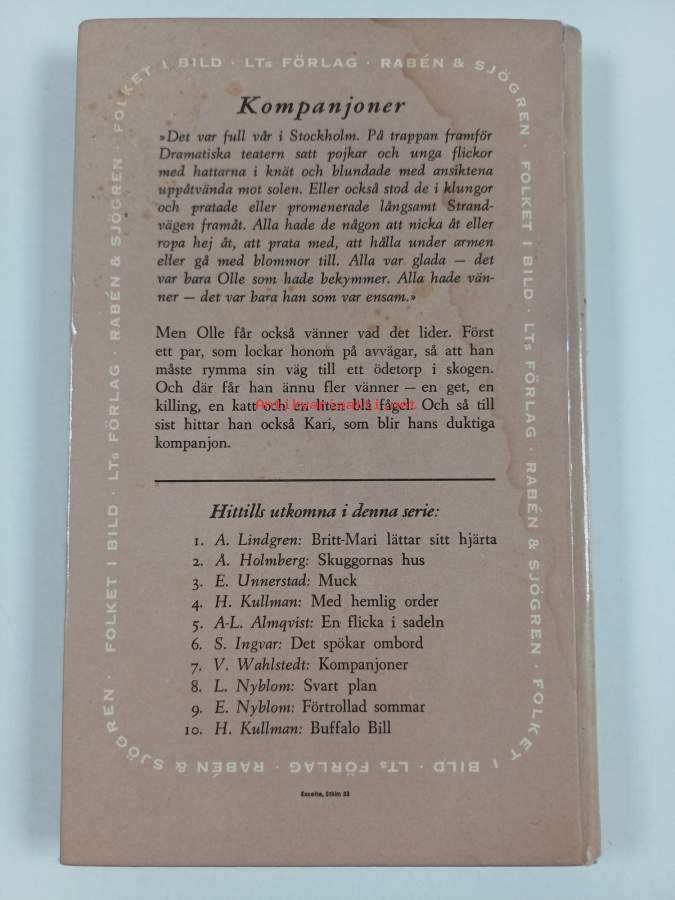 FOLKET I BILD · LTs FÖRLAG · RABÉN & SJÖGREN · FOLKET I BILD · LTs FÖRLAG · RABÉN & SJÖGREN · FOLKET I BILD · LTs FÖRLAG · RABÉN & SJÖGREN · FOLKET I BILD · LTs FÖRLAG · RABÉN & SJÖGREN ·
Kompanjoner
»Det var full vår i Stockholm. På trappan framför
Dramatiska teatern satt pojkar och unga flickor
med hattarna i knät och blundade med ansiktena
uppåtvända mot solen. Eller också stod de i klungor
och pratade eller promenerade långsamt Strand-
vägen framåt. Alla hade de någon att nicka åt eller
ropa hej åt, att prata med, att hålla under armen
eller gå med blommor till. Alla var glada — det
var bara Olle som hade bekymmer. Alla hade vän-
ner — det var bara han som var ensam.»
Men Olle får också vänner vad det lider. Först
ett par, som lockar honom på avvägar, så att han
måste rymma sin väg till ett ödetorp i skogen.
Och där får han ännu fler vänner — en get, en
killing, en katt och en liten blå fågel! Och så till
Antikvariaatti.net
sist hittar han också Kari, som blir hans duktiga
kompanjon.
Hittills utkomna i denna serie:
1. A. Lindgren: Britt-Mari lättar sitt hjärta
2. Å. Holmberg: Skuggornas hus
3. E. Unnerstad: Muck
4. H. Kullman: Med hemlig order
5. A-L. Almqvist: En flicka i sadeln
6. S. Ingvar: Det spökar ombord
7. V. Wahlstedt: Kompanjoner
8. L. Nyblom: Svart plan
9. E. Nyblom: Förtrollad sommar
10. H. Kullman: Buffalo Bill
Esselte, Sthlm 53